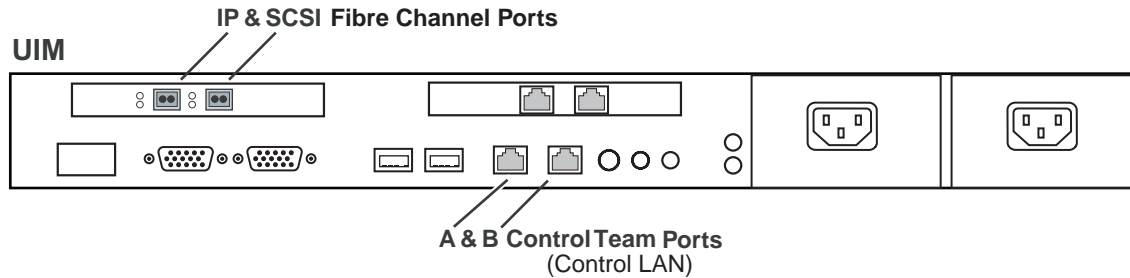 IP & SCSI Fibre Channel Ports
UIM
A & B Control Team Ports
(Control LAN)